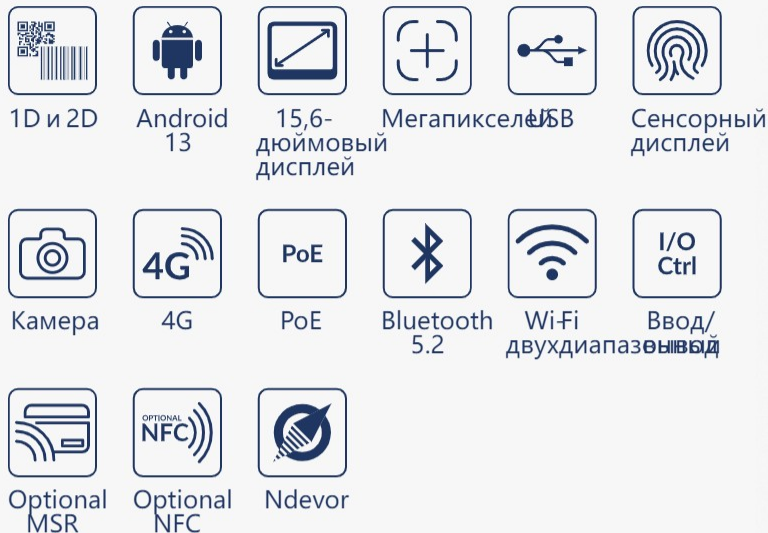 1D и 2D
Android
13
15,6-
дюймовый
дисплей
Мегапикселей
USB
Сенсорный
дисплей
4G
PoE
I/O
Ctrl
Камера
4G
PoE
Bluetooth
5.2
Wi-Fi
двухдиапазонный
Ввод/
вывод
OPTIONAL
NFC
Optional
MSR
Optional
NFC
Ndevor